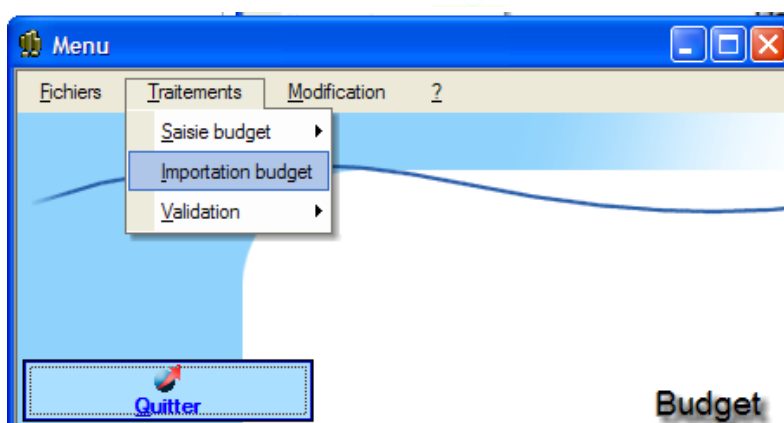 Menu
Fichiers Traitements Modification ?
Saisie budget
Importation budget
Validation
Quitter
Budget